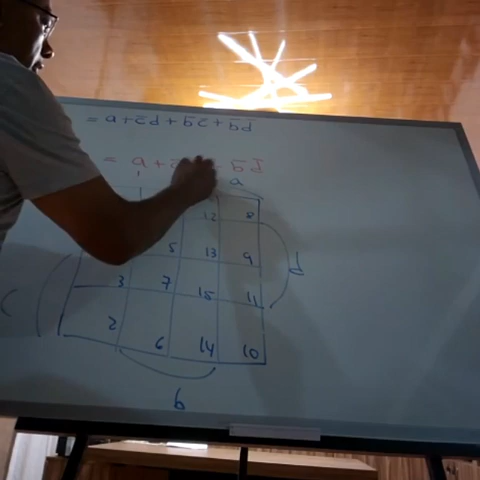 = a + c̄d + b̄c̄ + b̄d̄
= a + b̄d̄
a
12 8
5 13 9
d
3 7 15 11
c
2 6 14 10
b